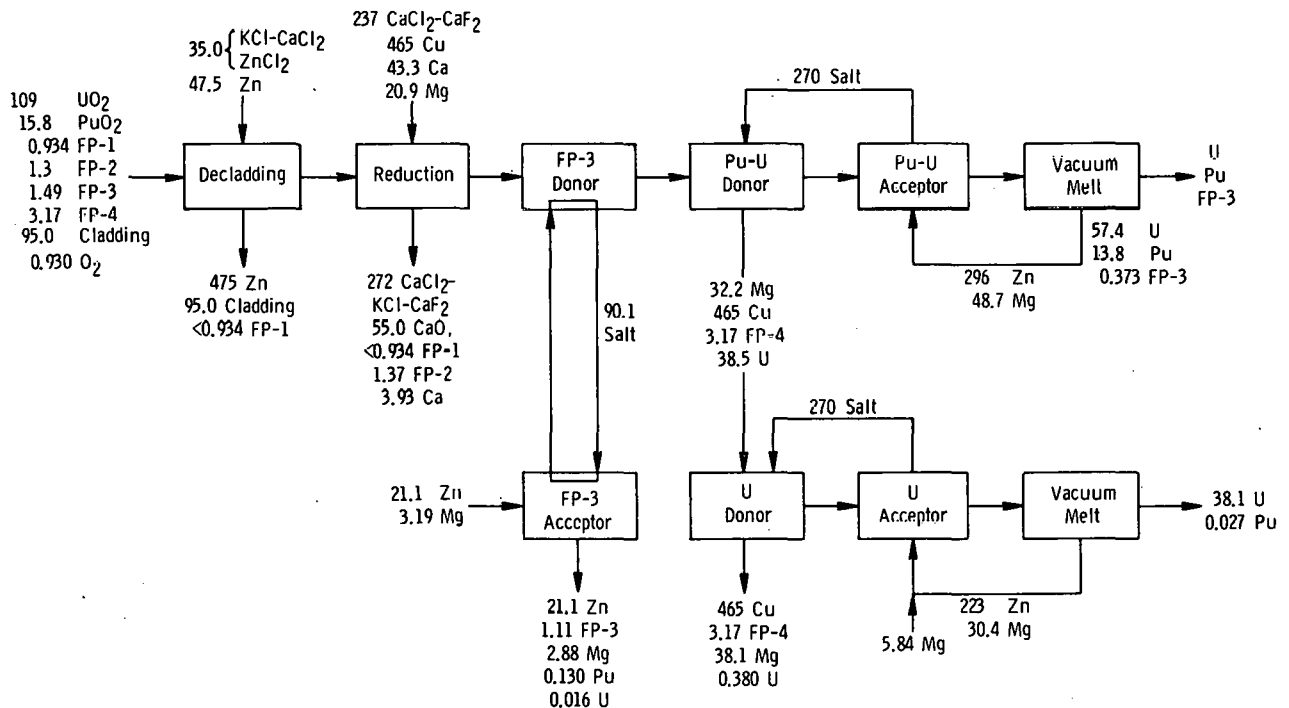 237 CaCl2-CaF2
465 Cu
43.3 Ca
20.9 Mg
35.0 { KCl-CaCl2
ZnCl2
47.5 Zn
109 UO2
15.8 PuO2
0.934 FP-1
1.3 FP-2
1.49 FP-3
3.17 FP-4
95.0 Cladding
0.930 O2
Decladding
Reduction
FP-3
Donor
Pu-U
Donor
270 Salt
Pu-U
Acceptor
Vacuum
Melt
U
Pu
FP-3
57.4 U
13.8 Pu
0.373 FP-3
296 Zn
48.7 Mg
475 Zn
95.0 Cladding
<0.934 FP-1
272 CaCl2-
KCl-CaF2
55.0 CaO,
<0.934 FP-1
1.37 FP-2
3.93 Ca
90.1
Salt
32.2 Mg
465 Cu
3.17 FP-4
38.5 U
270 Salt
21.1 Zn
3.19 Mg
FP-3
Acceptor
U
Donor
U
Acceptor
Vacuum
Melt
38.1 U
0.027 Pu
21.1 Zn
1.11 FP-3
2.88 Mg
0.130 Pu
0.016 U
465 Cu
3.17 FP-4
38.1 Mg
0.380 U
5.84 Mg
223 Zn
30.4 Mg